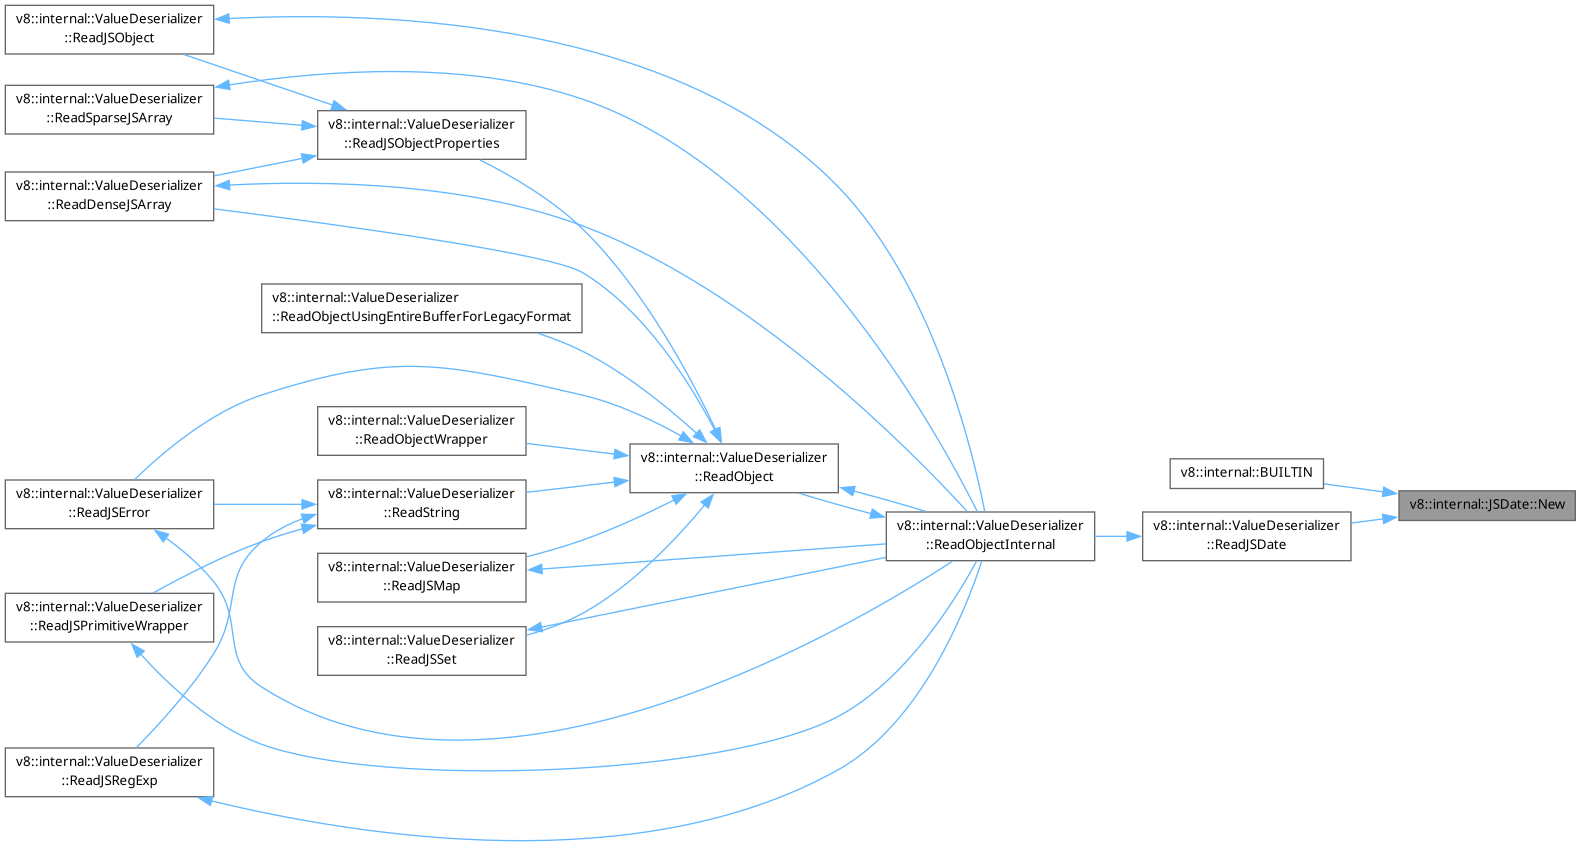 v8::internal::ValueDeserializer
::ReadJSObject
v8::internal::ValueDeserializer
::ReadSparseJSArray
v8::internal::ValueDeserializer
::ReadJSObjectProperties
v8::internal::ValueDeserializer
::ReadDenseJSArray
v8::internal::ValueDeserializer
::ReadObjectUsingEntireBufferForLegacyFormat
v8::internal::ValueDeserializer
::ReadObjectWrapper
v8::internal::ValueDeserializer
::ReadObject
v8::internal::BUILTIN
v8::internal::JSDate::New
v8::internal::ValueDeserializer
::ReadJSError
v8::internal::ValueDeserializer
::ReadString
v8::internal::ValueDeserializer
::ReadObjectInternal
v8::internal::ValueDeserializer
::ReadJSDate
v8::internal::ValueDeserializer
::ReadJSMap
v8::internal::ValueDeserializer
::ReadJSPrimitiveWrapper
v8::internal::ValueDeserializer
::ReadJSSet
v8::internal::ValueDeserializer
::ReadJSRegExp